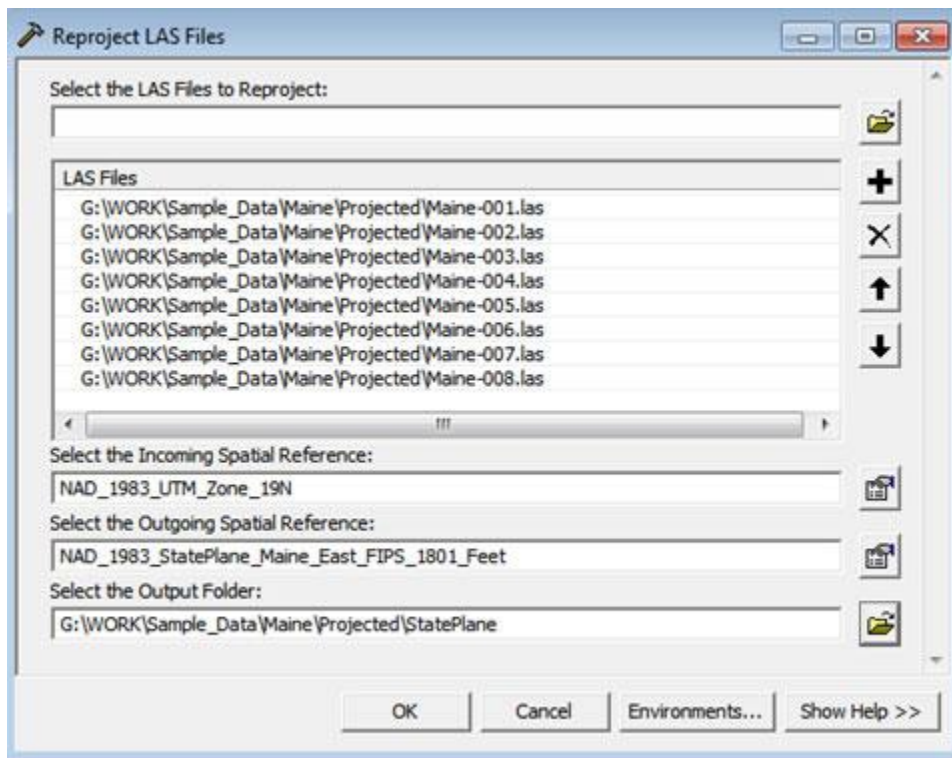 Reproject LAS Files
Select the LAS Files to Reproject:
LAS Files
G:\WORK\Sample_Data\Maine\Projected\Maine-001.las
G:\WORK\Sample_Data\Maine\Projected\Maine-002.las
G:\WORK\Sample_Data\Maine\Projected\Maine-003.las
G:\WORK\Sample_Data\Maine\Projected\Maine-004.las
G:\WORK\Sample_Data\Maine\Projected\Maine-005.las
G:\WORK\Sample_Data\Maine\Projected\Maine-006.las
G:\WORK\Sample_Data\Maine\Projected\Maine-007.las
G:\WORK\Sample_Data\Maine\Projected\Maine-008.las
Select the Incoming Spatial Reference:
NAD_1983_UTM_Zone_19N
Select the Outgoing Spatial Reference:
NAD_1983_StatePlane_Maine_East_FIPS_1801_Feet
Select the Output Folder:
G:\WORK\Sample_Data\Maine\Projected\StatePlane
OK Cancel Environments... Show Help >>